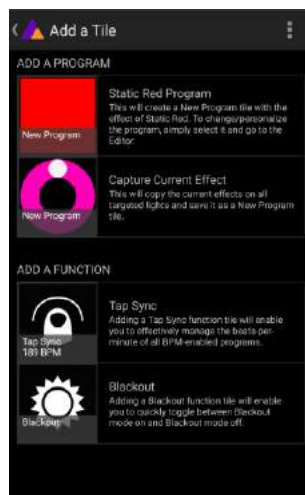 Add a Tile
ADD A PROGRAM
Static Red Program
This will create a New Program tile with the
effect of Static Red. To change/personalize
the program, simply select it and go to the
Editor.
New Program
Capture Current Effect
This will copy the current effects on all
targeted lights and save it as a New Program
tile.
New Program
ADD A FUNCTION
Tap Sync
Adding a Tap Sync function tile will enable
you to effectively manage the beats-per-
minute of all BPM-enabled programs.
Tap Sync
189 BPM
Blackout
Adding a Blackout function tile will enable
you to quickly toggle between Blackout
mode on and Blackout mode off.
Blackout